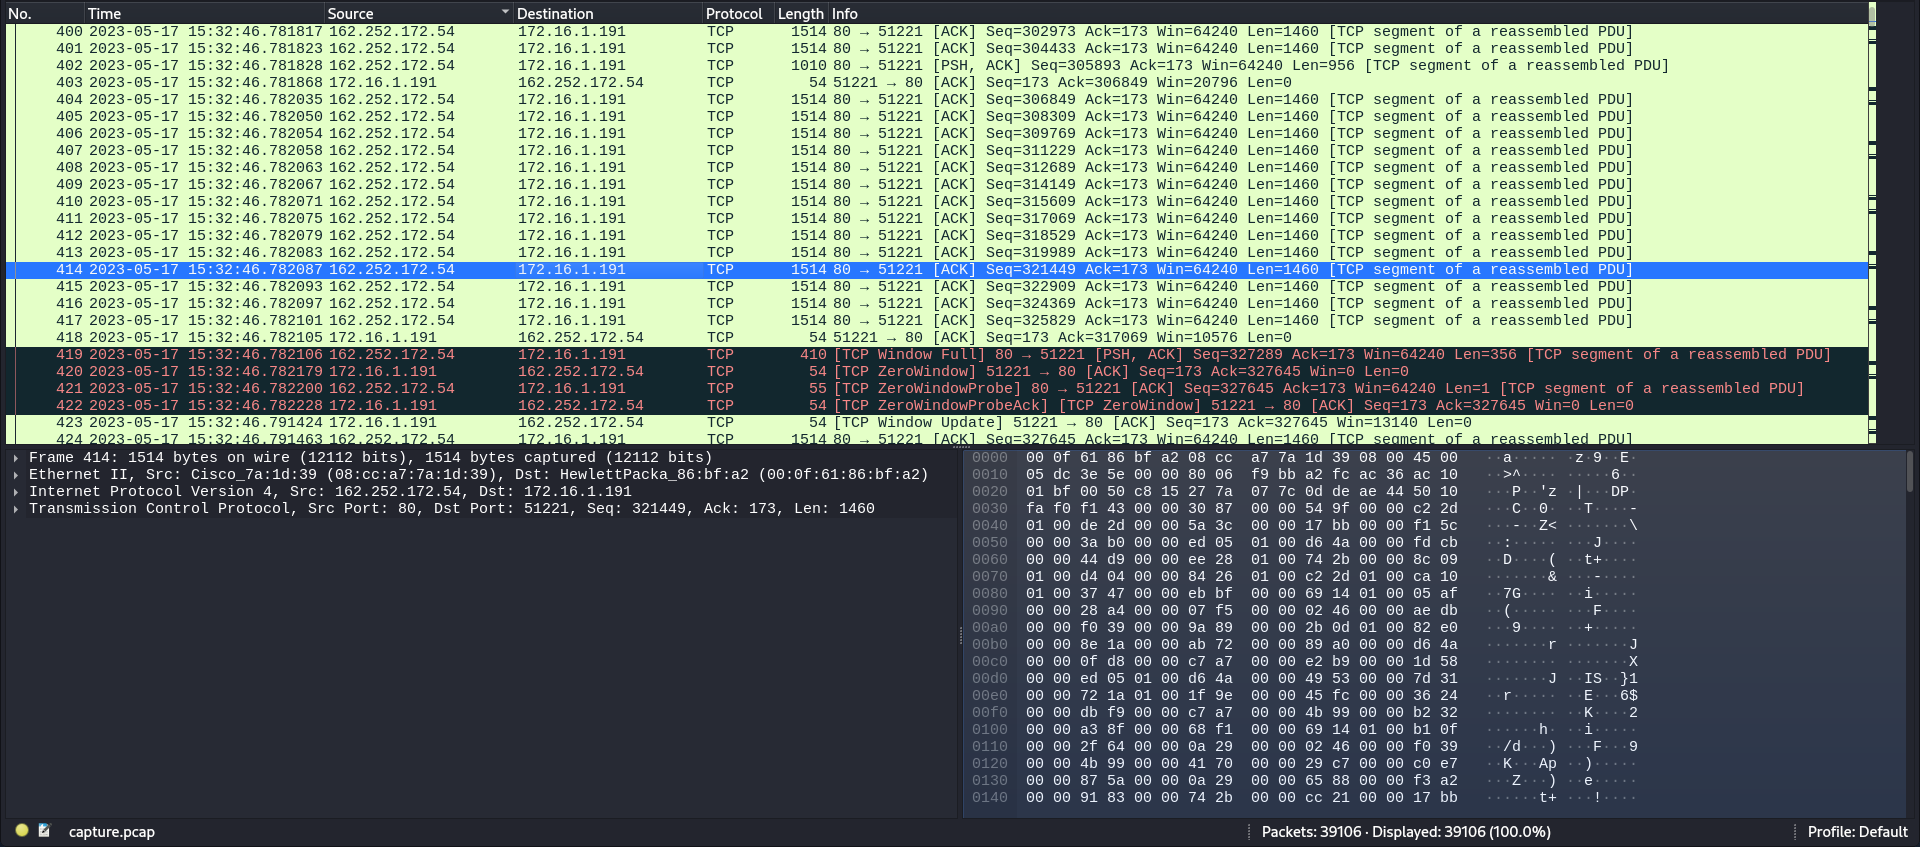 No. Time Source Destination Protocol Length Info
400 2023-05-17 15:32:46.781817 162.252.172.54 172.16.1.191 TCP 1514 80 → 51221 [ACK] Seq=302973 Ack=173 Win=64240 Len=1460 [TCP segment of a reassembled PDU]
401 2023-05-17 15:32:46.781823 162.252.172.54 172.16.1.191 TCP 1514 80 → 51221 [ACK] Seq=304433 Ack=173 Win=64240 Len=1460 [TCP segment of a reassembled PDU]
402 2023-05-17 15:32:46.781828 162.252.172.54 172.16.1.191 TCP 1010 80 → 51221 [PSH, ACK] Seq=305893 Ack=173 Win=64240 Len=956 [TCP segment of a reassembled PDU]
403 2023-05-17 15:32:46.781868 172.16.1.191 162.252.172.54 TCP 54 51221 → 80 [ACK] Seq=173 Ack=306849 Win=20796 Len=0
404 2023-05-17 15:32:46.782035 162.252.172.54 172.16.1.191 TCP 1514 80 → 51221 [ACK] Seq=306849 Ack=173 Win=64240 Len=1460 [TCP segment of a reassembled PDU]
405 2023-05-17 15:32:46.782050 162.252.172.54 172.16.1.191 TCP 1514 80 → 51221 [ACK] Seq=308309 Ack=173 Win=64240 Len=1460 [TCP segment of a reassembled PDU]
406 2023-05-17 15:32:46.782054 162.252.172.54 172.16.1.191 TCP 1514 80 → 51221 [ACK] Seq=309769 Ack=173 Win=64240 Len=1460 [TCP segment of a reassembled PDU]
407 2023-05-17 15:32:46.782058 162.252.172.54 172.16.1.191 TCP 1514 80 → 51221 [ACK] Seq=311229 Ack=173 Win=64240 Len=1460 [TCP segment of a reassembled PDU]
408 2023-05-17 15:32:46.782063 162.252.172.54 172.16.1.191 TCP 1514 80 → 51221 [ACK] Seq=312689 Ack=173 Win=64240 Len=1460 [TCP segment of a reassembled PDU]
409 2023-05-17 15:32:46.782067 162.252.172.54 172.16.1.191 TCP 1514 80 → 51221 [ACK] Seq=314149 Ack=173 Win=64240 Len=1460 [TCP segment of a reassembled PDU]
410 2023-05-17 15:32:46.782071 162.252.172.54 172.16.1.191 TCP 1514 80 → 51221 [ACK] Seq=315609 Ack=173 Win=64240 Len=1460 [TCP segment of a reassembled PDU]
411 2023-05-17 15:32:46.782075 162.252.172.54 172.16.1.191 TCP 1514 80 → 51221 [ACK] Seq=317069 Ack=173 Win=64240 Len=1460 [TCP segment of a reassembled PDU]
412 2023-05-17 15:32:46.782079 162.252.172.54 172.16.1.191 TCP 1514 80 → 51221 [ACK] Seq=318529 Ack=173 Win=64240 Len=1460 [TCP segment of a reassembled PDU]
413 2023-05-17 15:32:46.782083 162.252.172.54 172.16.1.191 TCP 1514 80 → 51221 [ACK] Seq=319989 Ack=173 Win=64240 Len=1460 [TCP segment of a reassembled PDU]
414 2023-05-17 15:32:46.782087 162.252.172.54 172.16.1.191 TCP 1514 80 → 51221 [ACK] Seq=321449 Ack=173 Win=64240 Len=1460 [TCP segment of a reassembled PDU]
415 2023-05-17 15:32:46.782093 162.252.172.54 172.16.1.191 TCP 1514 80 → 51221 [ACK] Seq=322909 Ack=173 Win=64240 Len=1460 [TCP segment of a reassembled PDU]
416 2023-05-17 15:32:46.782097 162.252.172.54 172.16.1.191 TCP 1514 80 → 51221 [ACK] Seq=324369 Ack=173 Win=64240 Len=1460 [TCP segment of a reassembled PDU]
417 2023-05-17 15:32:46.782101 162.252.172.54 172.16.1.191 TCP 1514 80 → 51221 [ACK] Seq=325829 Ack=173 Win=64240 Len=1460 [TCP segment of a reassembled PDU]
418 2023-05-17 15:32:46.782105 172.16.1.191 162.252.172.54 TCP 54 51221 → 80 [ACK] Seq=173 Ack=317069 Win=10576 Len=0
419 2023-05-17 15:32:46.782106 162.252.172.54 172.16.1.191 TCP 410 [TCP Window Full] 80 → 51221 [PSH, ACK] Seq=327289 Ack=173 Win=64240 Len=356 [TCP segment of a reassembled PDU]
420 2023-05-17 15:32:46.782179 172.16.1.191 162.252.172.54 TCP 54 [TCP ZeroWindow] 51221 → 80 [ACK] Seq=173 Ack=327645 Win=0 Len=0
421 2023-05-17 15:32:46.782200 162.252.172.54 172.16.1.191 TCP 55 [TCP ZeroWindowProbe] 80 → 51221 [ACK] Seq=327645 Ack=173 Win=64240 Len=1 [TCP segment of a reassembled PDU]
422 2023-05-17 15:32:46.782228 172.16.1.191 162.252.172.54 TCP 54 [TCP ZeroWindowProbeAck] [TCP ZeroWindow] 51221 → 80 [ACK] Seq=173 Ack=327645 Win=0 Len=0
423 2023-05-17 15:32:46.791424 172.16.1.191 162.252.172.54 TCP 54 [TCP Window Update] 51221 → 80 [ACK] Seq=173 Ack=327645 Win=13140 Len=0
424 2023-05-17 15:32:46.791463 162.252.172.54 172.16.1.191 TCP 1514 80 → 51221 [ACK] Seq=327645 Ack=173 Win=64240 Len=1460 [TCP segment of a reassembled PDU]
Frame 414: 1514 bytes on wire (12112 bits), 1514 bytes captured (12112 bits)
Ethernet II, Src: Cisco_7a:1d:39 (08:cc:a7:7a:1d:39), Dst: HewlettPacka_86:bf:a2 (00:0f:61:86:bf:a2)
Internet Protocol Version 4, Src: 162.252.172.54, Dst: 172.16.1.191
Transmission Control Protocol, Src Port: 80, Dst Port: 51221, Seq: 321449, Ack: 173, Len: 1460
0000 00 0f 61 86 bf a2 08 cc a7 7a 1d 39 08 00 45 00 ··a····· ·z·9··E·
0010 05 dc 3e 5e 00 00 80 06 f9 bb a2 fc ac 36 ac 10 ··>^···· ·····6··
0020 01 bf 00 50 c8 15 27 7a 07 7c 0d de ae 44 50 10 ···P··'z ·|···DP·
0030 fa f0 f1 43 00 00 30 87 00 00 54 9f 00 00 c2 2d ···C··0· ··T····-
0040 01 00 de 2d 00 00 5a 3c 00 00 17 bb 00 00 f1 5c ···-··Z< ·······\
0050 00 00 3a b0 00 00 ed 05 01 00 d6 4a 00 00 fd cb ··:····· ···J····
0060 00 00 44 d9 00 00 ee 28 01 00 74 2b 00 00 8c 09 ··D····( ··t+····
0070 01 00 d4 04 00 00 84 26 01 00 c2 2d 01 00 ca 10 ·······& ···-····
0080 01 00 37 47 00 00 eb bf 00 00 69 14 01 00 05 af ··7G···· ··i·····
0090 00 00 28 a4 00 00 07 f5 00 00 02 46 00 00 ae db ··(····· ···F····
00a0 00 00 f0 39 00 00 9a 89 00 00 2b 0d 01 00 82 e0 ···9···· ··+·····
00b0 00 00 8e 1a 00 00 ab 72 00 00 89 a0 00 00 d6 4a ·······r ·······J
00c0 00 00 0f d8 00 00 c7 a7 00 00 e2 b9 00 00 1d 58 ········ ·······X
00d0 00 00 ed 05 01 00 d6 4a 00 00 49 53 00 00 7d 31 ·······J ··IS··}1
00e0 00 00 72 1a 01 00 1f 9e 00 00 45 fc 00 00 36 24 ··r····· ··E···6$
00f0 00 00 db f9 00 00 c7 a7 00 00 4b 99 00 00 b2 32 ········ ··K····2
0100 00 00 a3 8f 00 00 68 f1 00 00 69 14 01 00 b1 0f ······h· ··i·····
0110 00 00 2f 64 00 00 0a 29 00 00 02 46 00 00 f0 39 ··/d···) ···F···9
0120 00 00 4b 99 00 00 41 70 00 00 29 c7 00 00 c0 e7 ··K···Ap ··)·····
0130 00 00 87 5a 00 00 0a 29 00 00 65 88 00 00 f3 a2 ···Z···) ··e·····
0140 00 00 91 83 00 00 74 2b 00 00 cc 21 00 00 17 bb ······t+ ···!····
capture.pcap Packets: 39106 · Displayed: 39106 (100.0%) Profile: Default